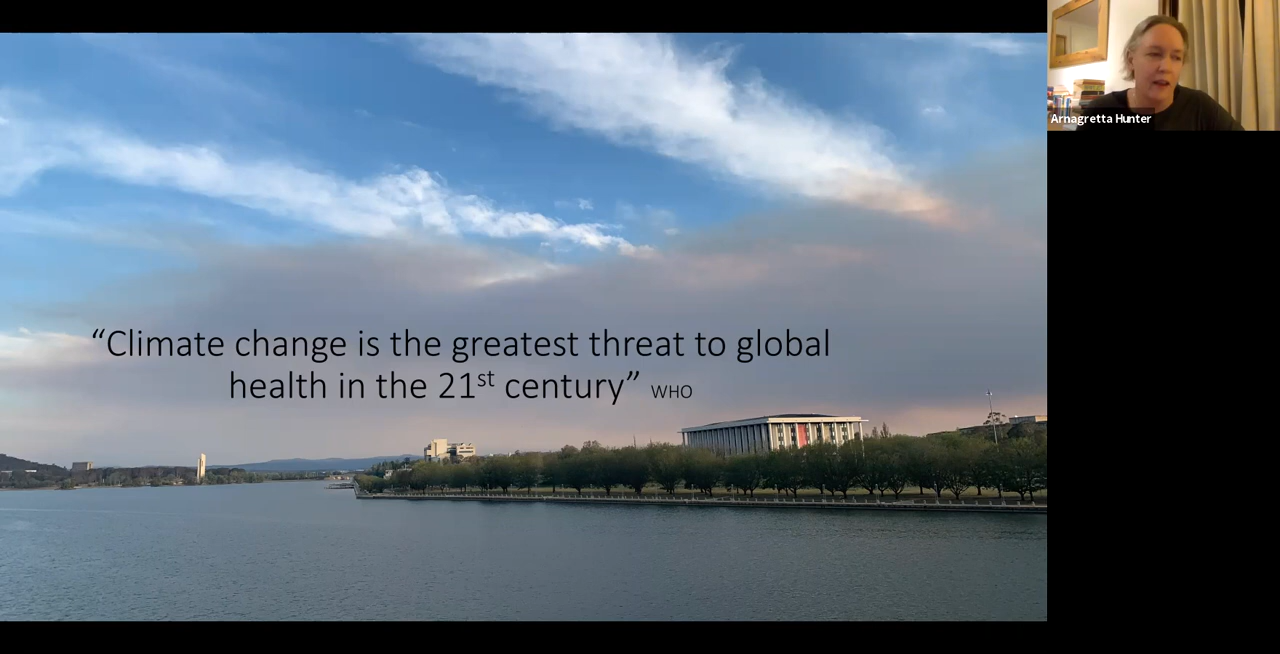 Arnagretta Hunter
“Climate change is the greatest threat to global
health in the 21st century” WHO